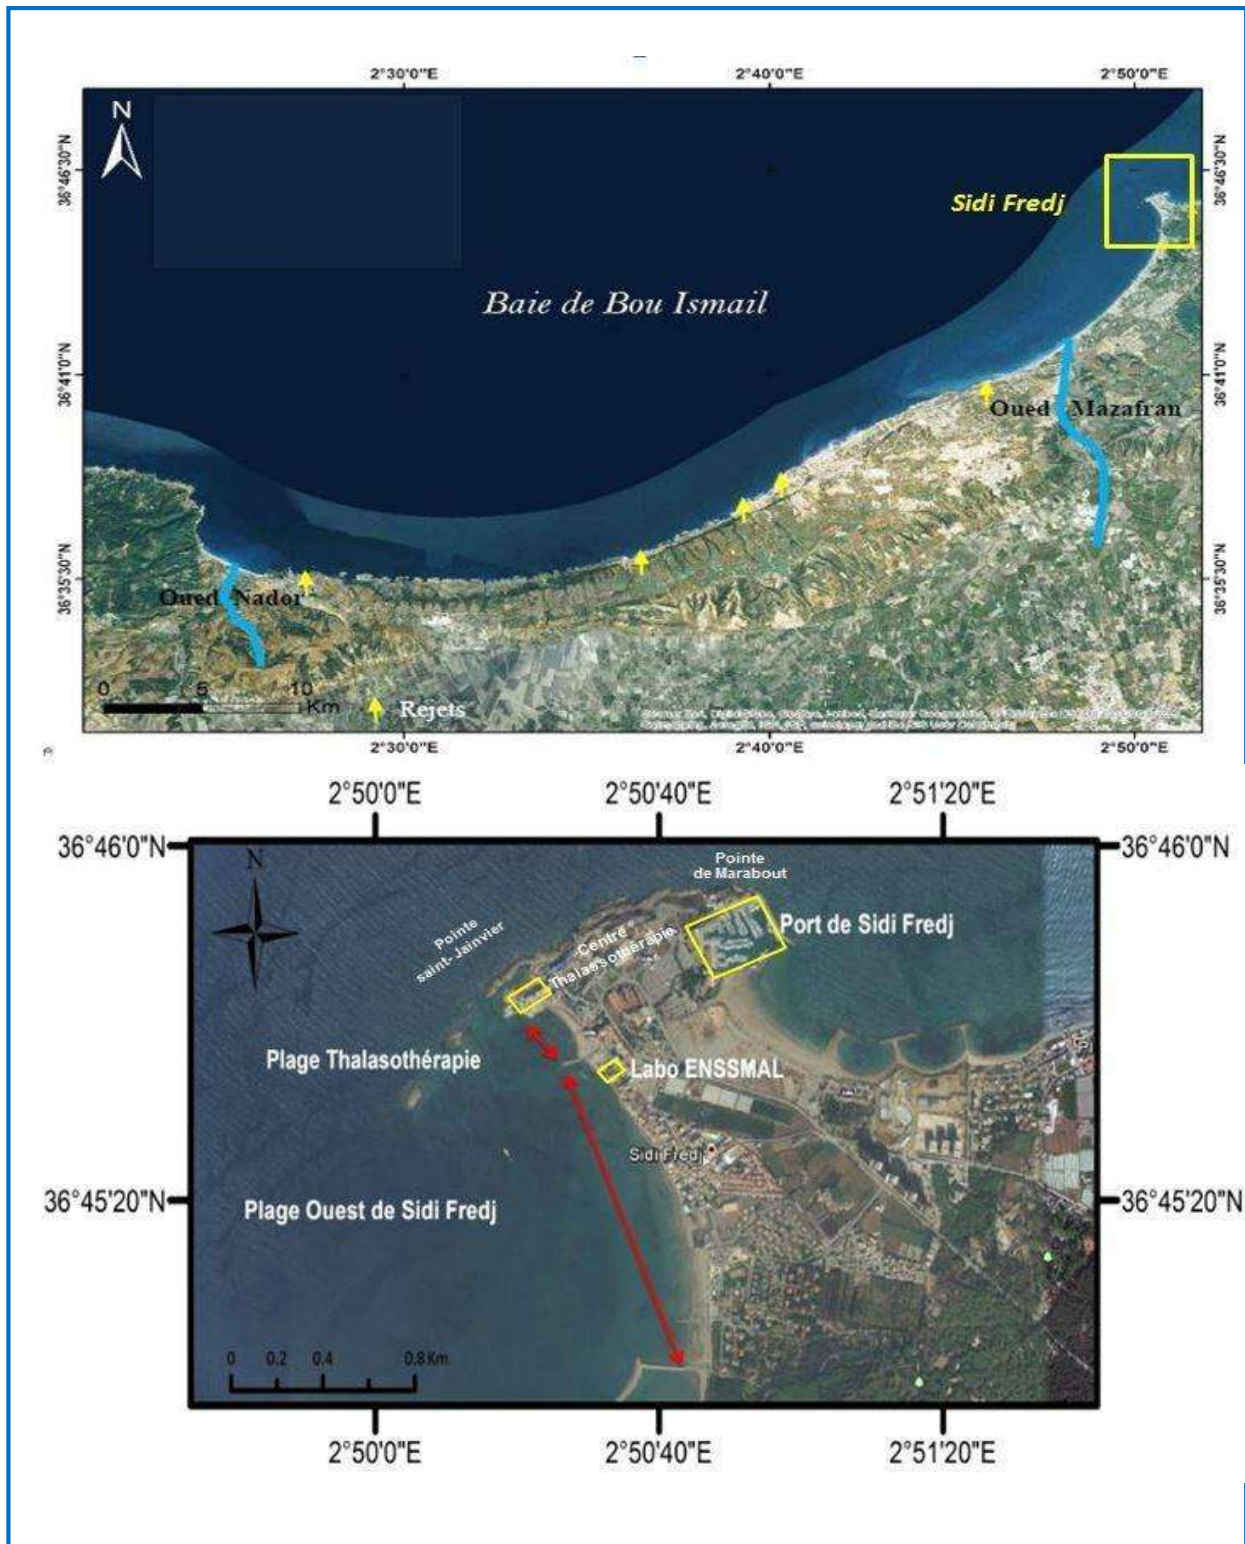 2°30'0"E
2°40'0"E
2°50'0"E
N
36°46'30"N
36°46'30"N
Sidi Fredj
Baie de Bou Ismail
36°41'0"N
36°41'0"N
Oued Mazafran
36°35'30"N
36°35'30"N
Oued Nador
0 5 10
Km
Rejets
2°30'0"E
2°40'0"E
2°50'0"E
2°50'0"E
2°50'40"E
2°51'20"E
36°46'0"N
36°46'0"N
N
Pointe
de Marabout
Port de Sidi Fredj
Pointe
saint-Jainvier
Centre
Thalassothérapie
Plage Thalasothérapie
Labo ENSSMAL
Sidi Fredj
36°45'20"N
36°45'20"N
Plage Ouest de Sidi Fredj
0 0.2 0.4 0.8 Km
2°50'0"E
2°50'40"E
2°51'20"E